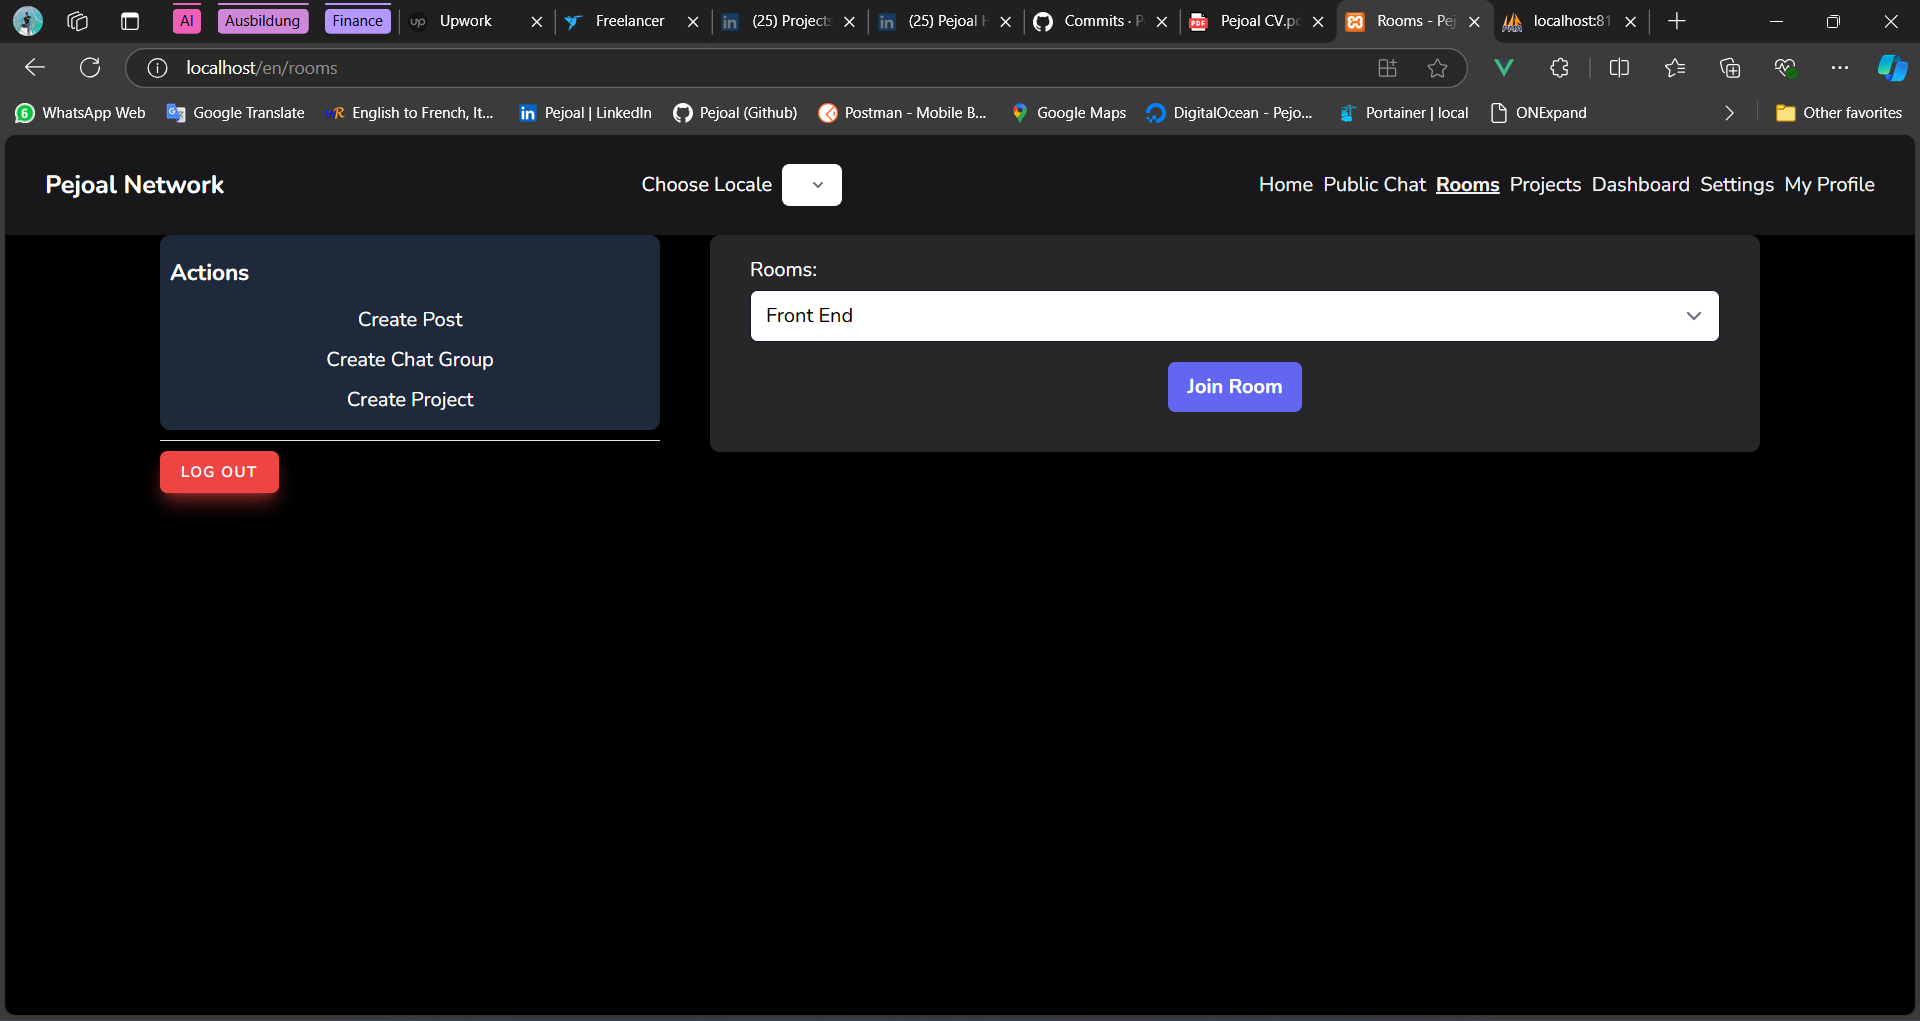 AI
Ausbildung
Finance
Upwork
Freelancer
(25) Projects
(25) Pejoal
Commits · P
Pejoal CV.pd
Rooms - Pej
localhost:81
localhost/en/rooms
WhatsApp Web
Google Translate
English to French, It...
Pejoal | LinkedIn
Pejoal (Github)
Postman - Mobile B...
Google Maps
DigitalOcean - Pejo...
Portainer | local
ONExpand
Other favorites
Pejoal Network
Choose Locale
Home Public Chat Rooms Projects Dashboard Settings My Profile
Actions
Create Post
Create Chat Group
Create Project
LOG OUT
Rooms:
Front End
Join Room